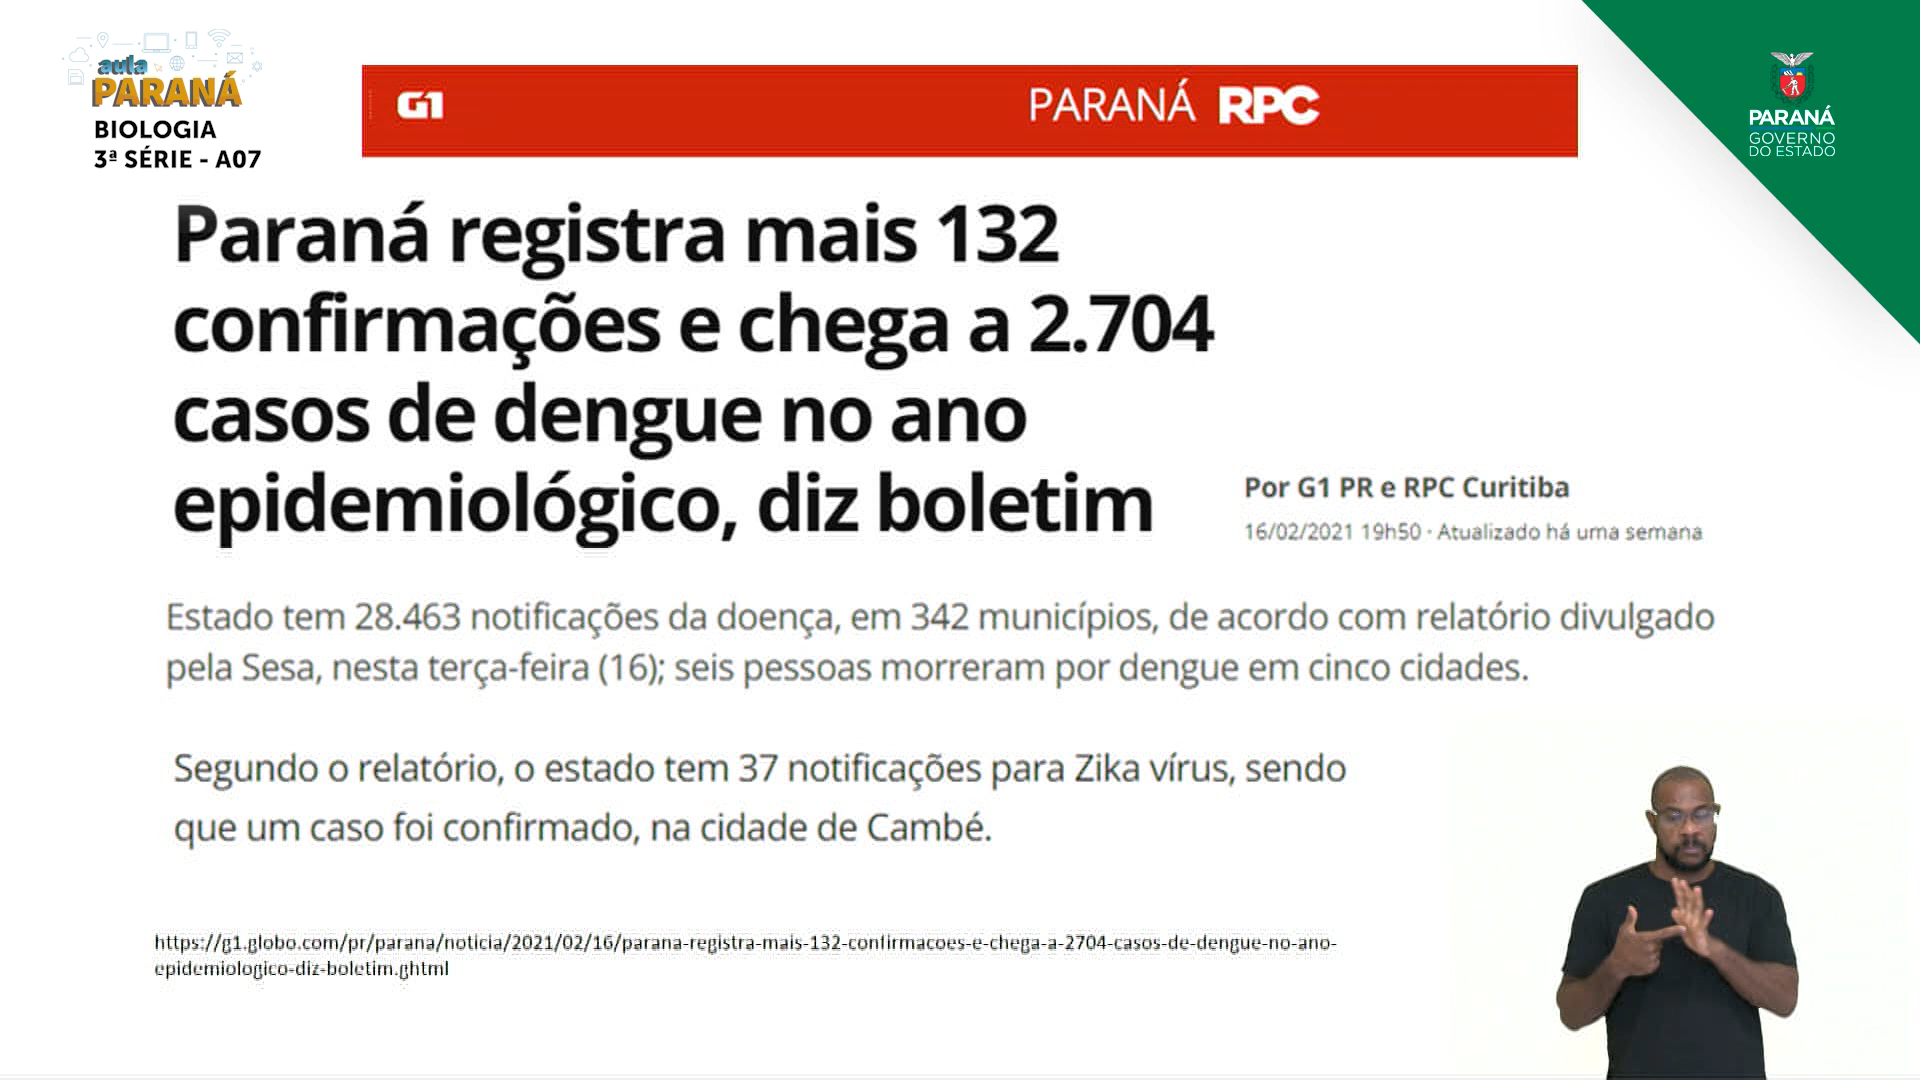 aula
PARANÁ
BIOLOGIA
3ª SÉRIE - A07
G1
PARANÁ RPC
PARANÁ
GOVERNO
DO ESTADO
Paraná registra mais 132
confirmações e chega a 2.704
casos de dengue no ano
epidemiológico, diz boletim
Por G1 PR e RPC Curitiba
16/02/2021 19h50 · Atualizado há uma semana
Estado tem 28.463 notificações da doença, em 342 municípios, de acordo com relatório divulgado
pela Sesa, nesta terça-feira (16); seis pessoas morreram por dengue em cinco cidades.
Segundo o relatório, o estado tem 37 notificações para Zika vírus, sendo
que um caso foi confirmado, na cidade de Cambé.
https://g1.globo.com/pr/parana/noticia/2021/02/16/parana-registra-mais-132-confirmacoes-e-chega-a-2704-casos-de-dengue-no-ano-
epidemiologico-diz-boletim.ghtml